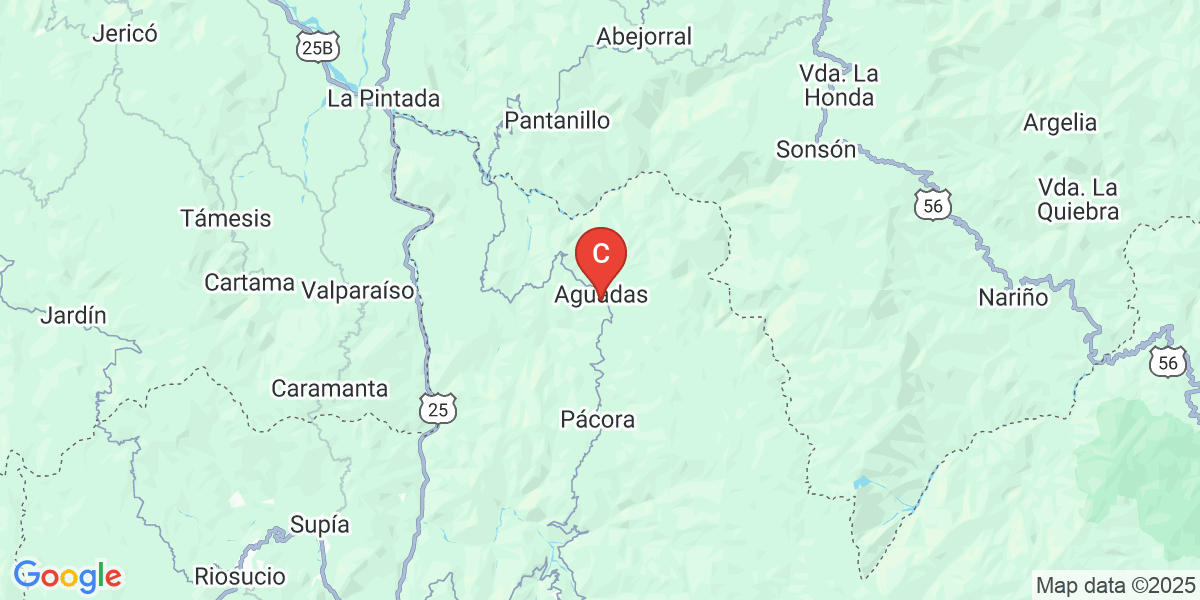 Jericó
25B
Abejorral
La Pintada
Vda. La
Honda
Pantanillo
Argelia
Sonsón
Vda. La
Quiebra
56
Támesis
C
Cartama
Valparaíso
Aguadas
Nariño
Jardín
56
Caramanta
25
Pácora
Supía
Riosucio
Google
Map data ©2025